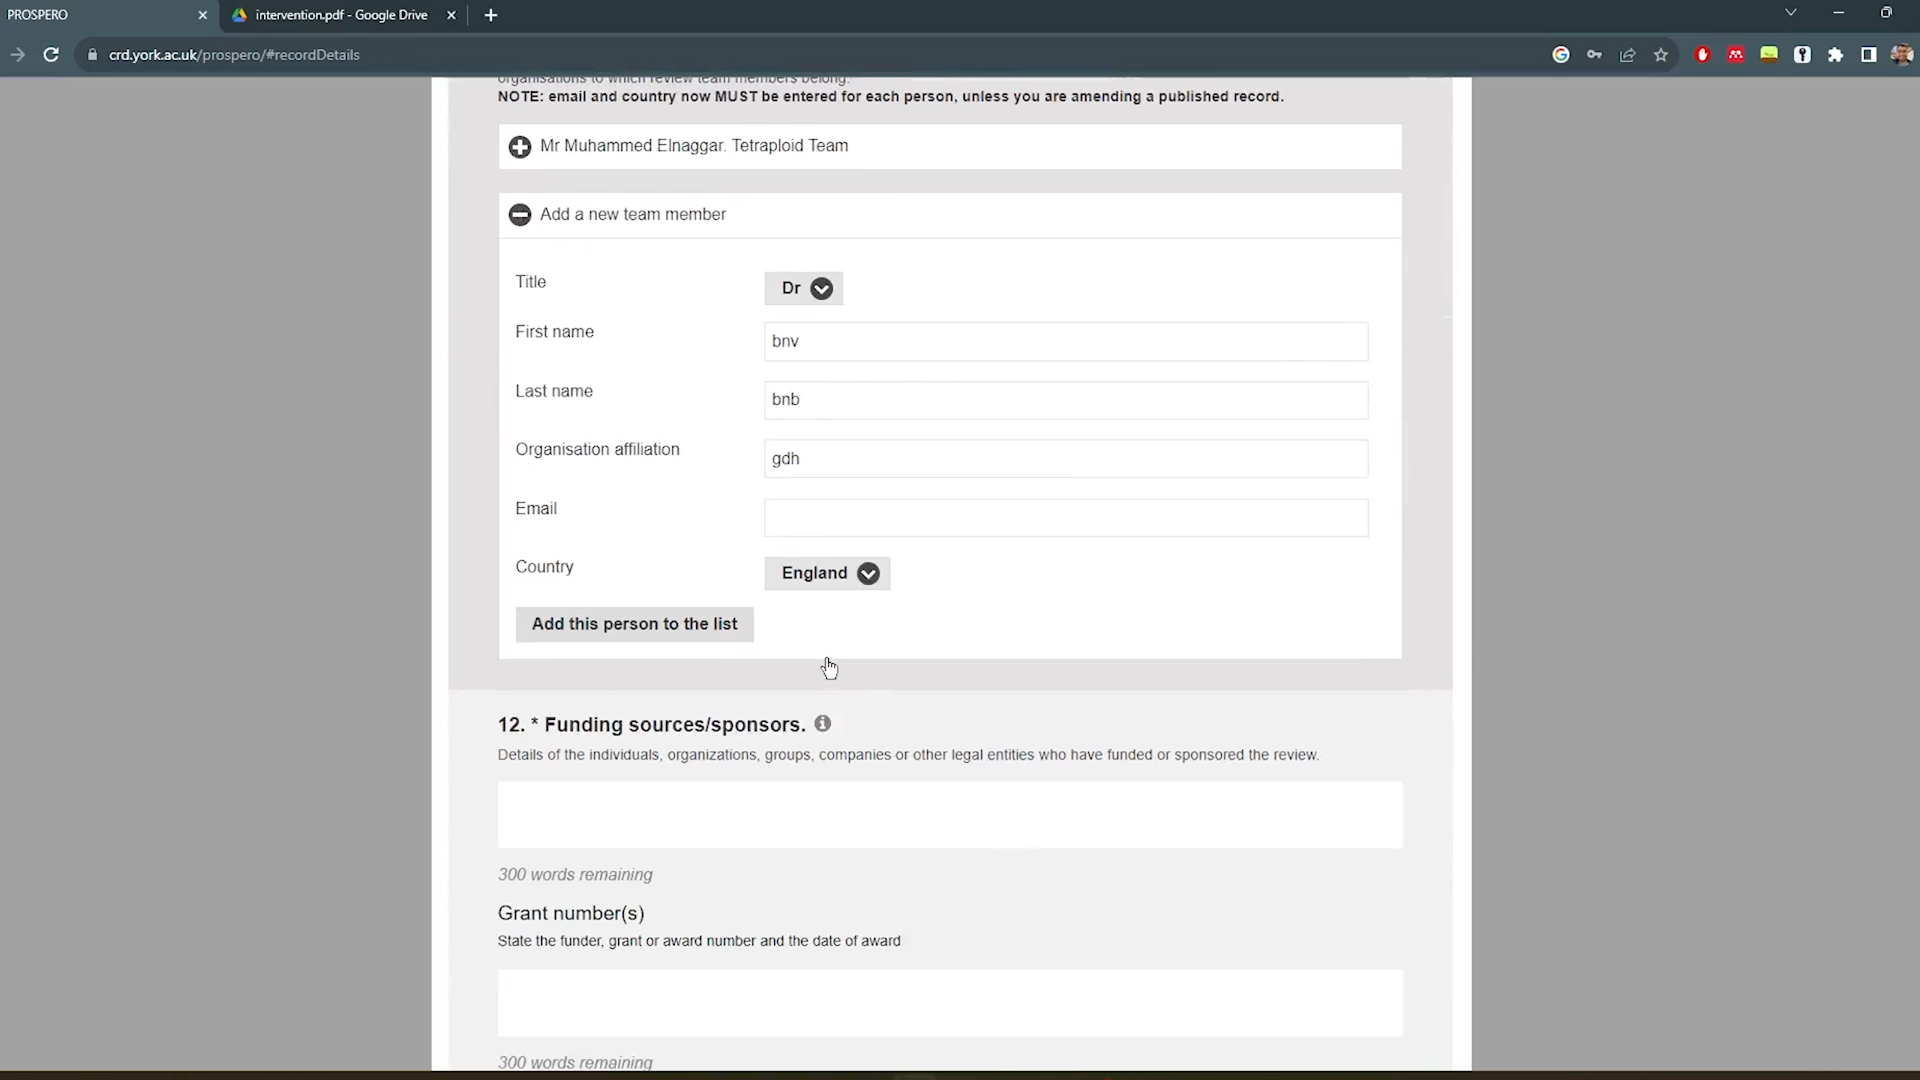 PROSPERO
intervention.pdf - Google Drive
crd.york.ac.uk/prospero/#recordDetails
organisations to which review team members belong.
NOTE: email and country now MUST be entered for each person, unless you are amending a published record.
Mr Muhammed Elnaggar. Tetraploid Team
Add a new team member
Title
Dr
First name
bnv
Last name
bnb
Organisation affiliation
gdh
Email
Country
England
Add this person to the list
12. * Funding sources/sponsors.
Details of the individuals, organizations, groups, companies or other legal entities who have funded or sponsored the review.
300 words remaining
Grant number(s)
State the funder, grant or award number and the date of award
300 words remaining